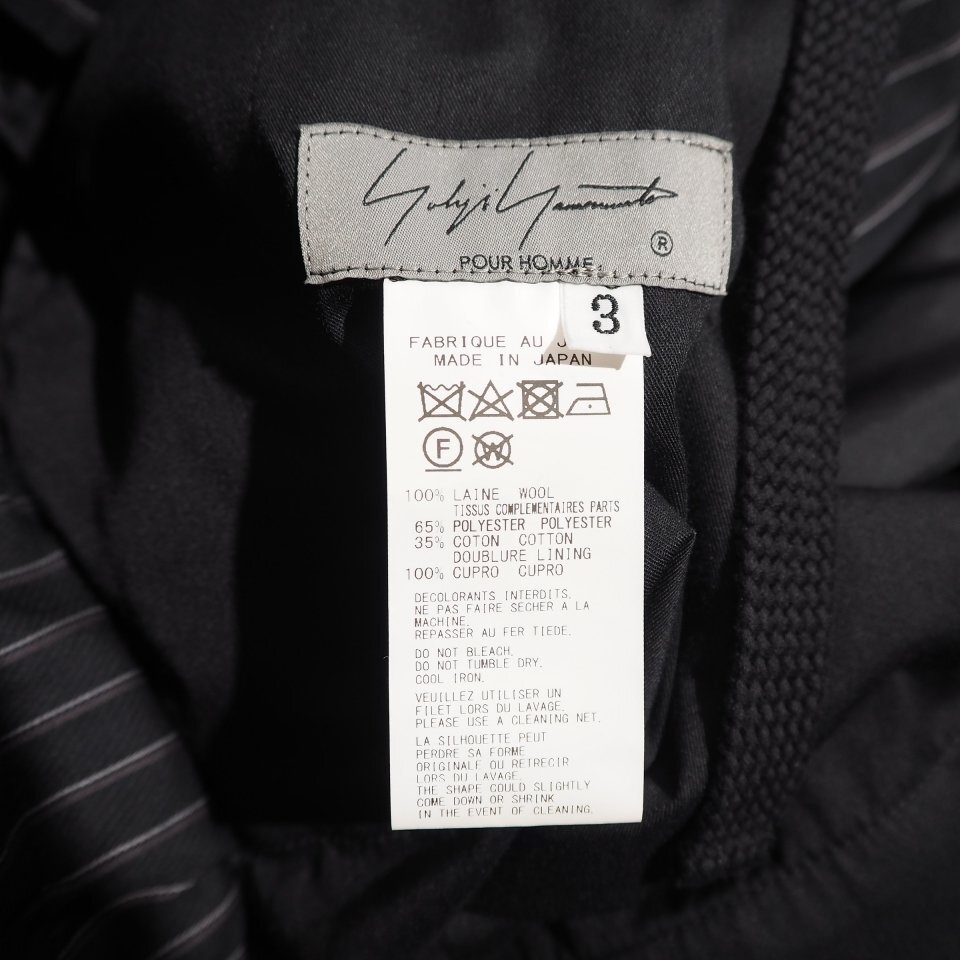 Yohji Yamamoto
®
POUR HOMME.
3
FABRIQUE AU
MADE IN JAPAN
F
W
100% LAINE WOOL
TISSUS COMPLEMENTAIRES PARTS
65% POLYESTER POLYESTER
35% COTON COTTON
DOUBLURE LINING
100% CUPRO CUPRO
DECOLORANTS INTERDITS.
NE PAS FAIRE SECHER A LA
MACHINE.
REPASSER AU FER TIEDE.
DO NOT BLEACH.
DO NOT TUMBLE DRY.
COOL IRON.
VEUILLEZ UTILISER UN
FILET LORS DU LAVAGE.
PLEASE USE A CLEANING NET.
LA SILHOUETTE PEUT
PERDRE SA FORME
ORIGINALE OU RETRECIR
LORS DU LAVAGE.
THE SHAPE COULD SLIGHTLY
COME DOWN OR SHRINK
IN THE EVENT OF CLEANING.